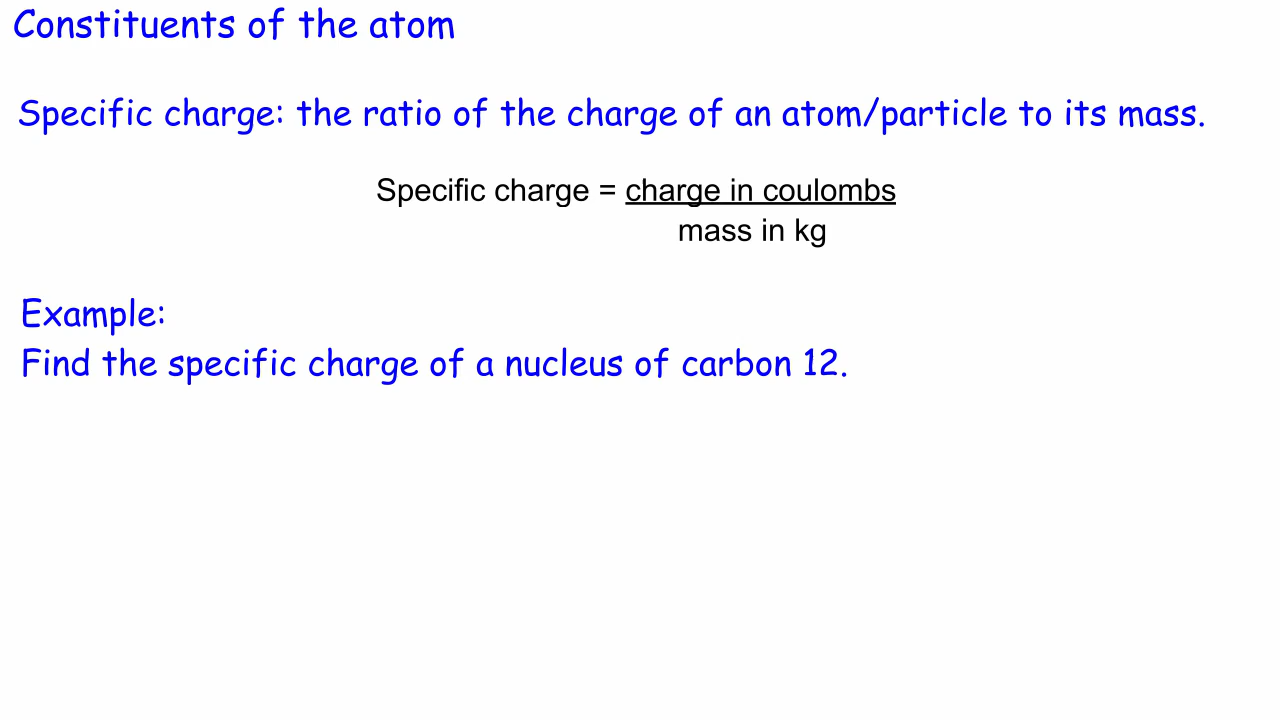 Constituents of the atom
Specific charge: the ratio of the charge of an atom/particle to its mass.
Specific charge = charge in coulombs
mass in kg
Example:
Find the specific charge of a nucleus of carbon 12.